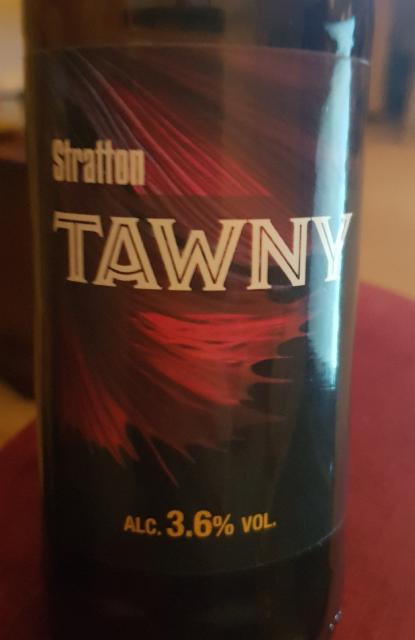 Stratton
TAWNY
ALC. 3.6% VOL.